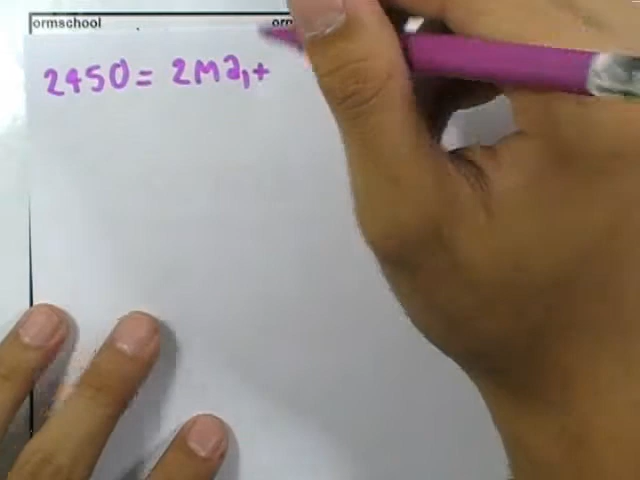 ormschool
2450 = 2Ma₁+